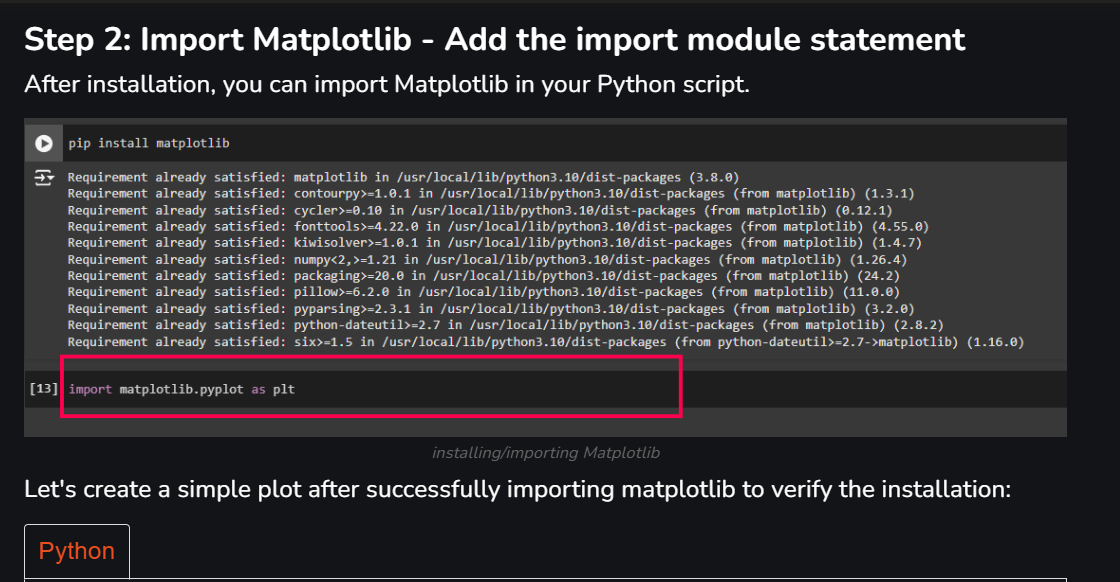 Step 2: Import Matplotlib - Add the import module statement
After installation, you can import Matplotlib in your Python script.
pip install matplotlib
Requirement already satisfied: matplotlib in /usr/local/lib/python3.10/dist-packages (3.8.0)
Requirement already satisfied: contourpy>=1.0.1 in /usr/local/lib/python3.10/dist-packages (from matplotlib) (1.3.1)
Requirement already satisfied: cycler>=0.10 in /usr/local/lib/python3.10/dist-packages (from matplotlib) (0.12.1)
Requirement already satisfied: fonttools>=4.22.0 in /usr/local/lib/python3.10/dist-packages (from matplotlib) (4.55.0)
Requirement already satisfied: kiwisolver>=1.0.1 in /usr/local/lib/python3.10/dist-packages (from matplotlib) (1.4.7)
Requirement already satisfied: numpy<2,>=1.21 in /usr/local/lib/python3.10/dist-packages (from matplotlib) (1.26.4)
Requirement already satisfied: packaging>=20.0 in /usr/local/lib/python3.10/dist-packages (from matplotlib) (24.2)
Requirement already satisfied: pillow>=6.2.0 in /usr/local/lib/python3.10/dist-packages (from matplotlib) (11.0.0)
Requirement already satisfied: pyparsing>=2.3.1 in /usr/local/lib/python3.10/dist-packages (from matplotlib) (3.2.0)
Requirement already satisfied: python-dateutil>=2.7 in /usr/local/lib/python3.10/dist-packages (from matplotlib) (2.8.2)
Requirement already satisfied: six>=1.5 in /usr/local/lib/python3.10/dist-packages (from python-dateutil>=2.7->matplotlib) (1.16.0)
[13] import matplotlib.pyplot as plt
installing/importing Matplotlib
Let's create a simple plot after successfully importing matplotlib to verify the installation:
Python